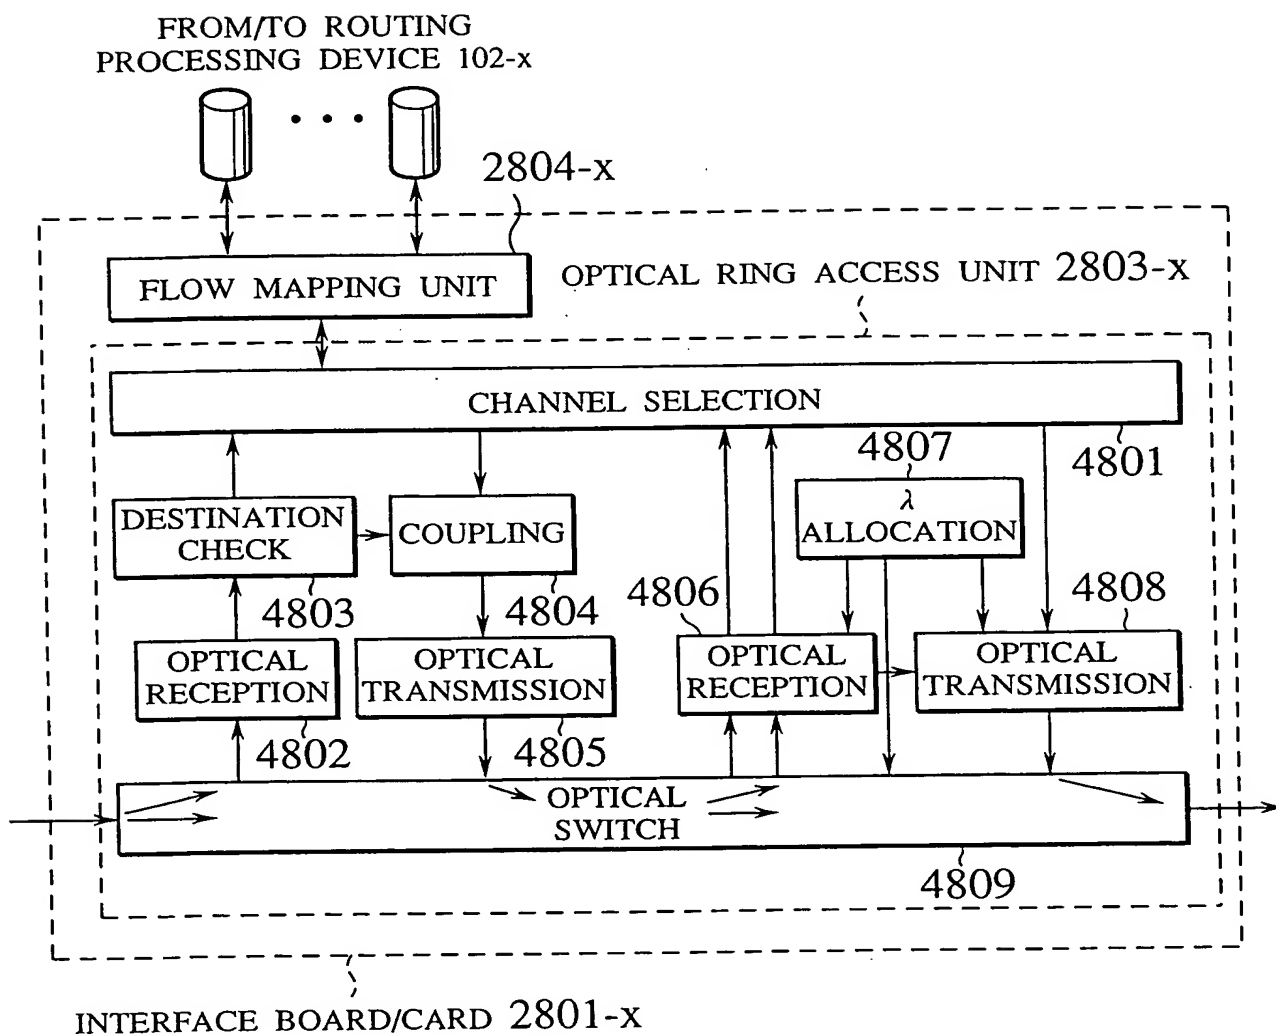 FROM/TO ROUTING
PROCESSING DEVICE 102-x
2804-x
FLOW MAPPING UNIT
OPTICAL RING ACCESS UNIT 2803-x
CHANNEL SELECTION
4801
4807
λ
ALLOCATION
DESTINATION
CHECK
4803
COUPLING
4804
4806
4808
OPTICAL
RECEPTION
4802
OPTICAL
TRANSMISSION
4805
OPTICAL
RECEPTION
OPTICAL
TRANSMISSION
OPTICAL
SWITCH
4809
INTERFACE BOARD/CARD 2801-x